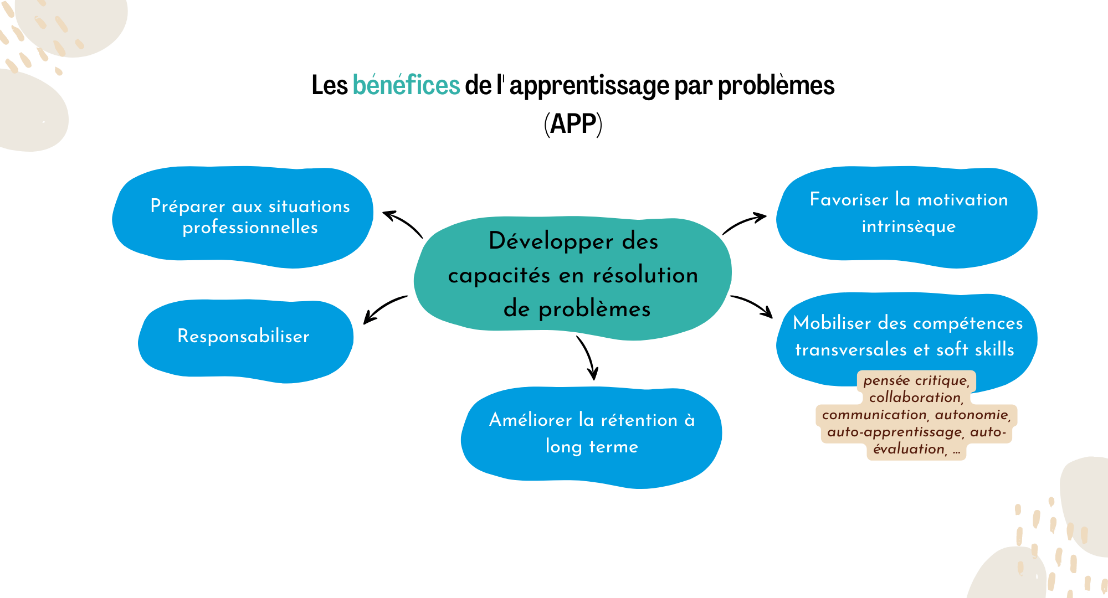 Les bénéfices de l' apprentissage par problèmes
(APP)
Préparer aux situations
professionnelles
Favoriser la motivation
intrinsèque
Développer des
capacités en résolution
de problèmes
Responsabiliser
Mobiliser des compétences
transversales et soft skills
pensée critique,
collaboration,
communication, autonomie,
auto-apprentissage, auto-
évaluation, ...
Améliorer la rétention à
long terme